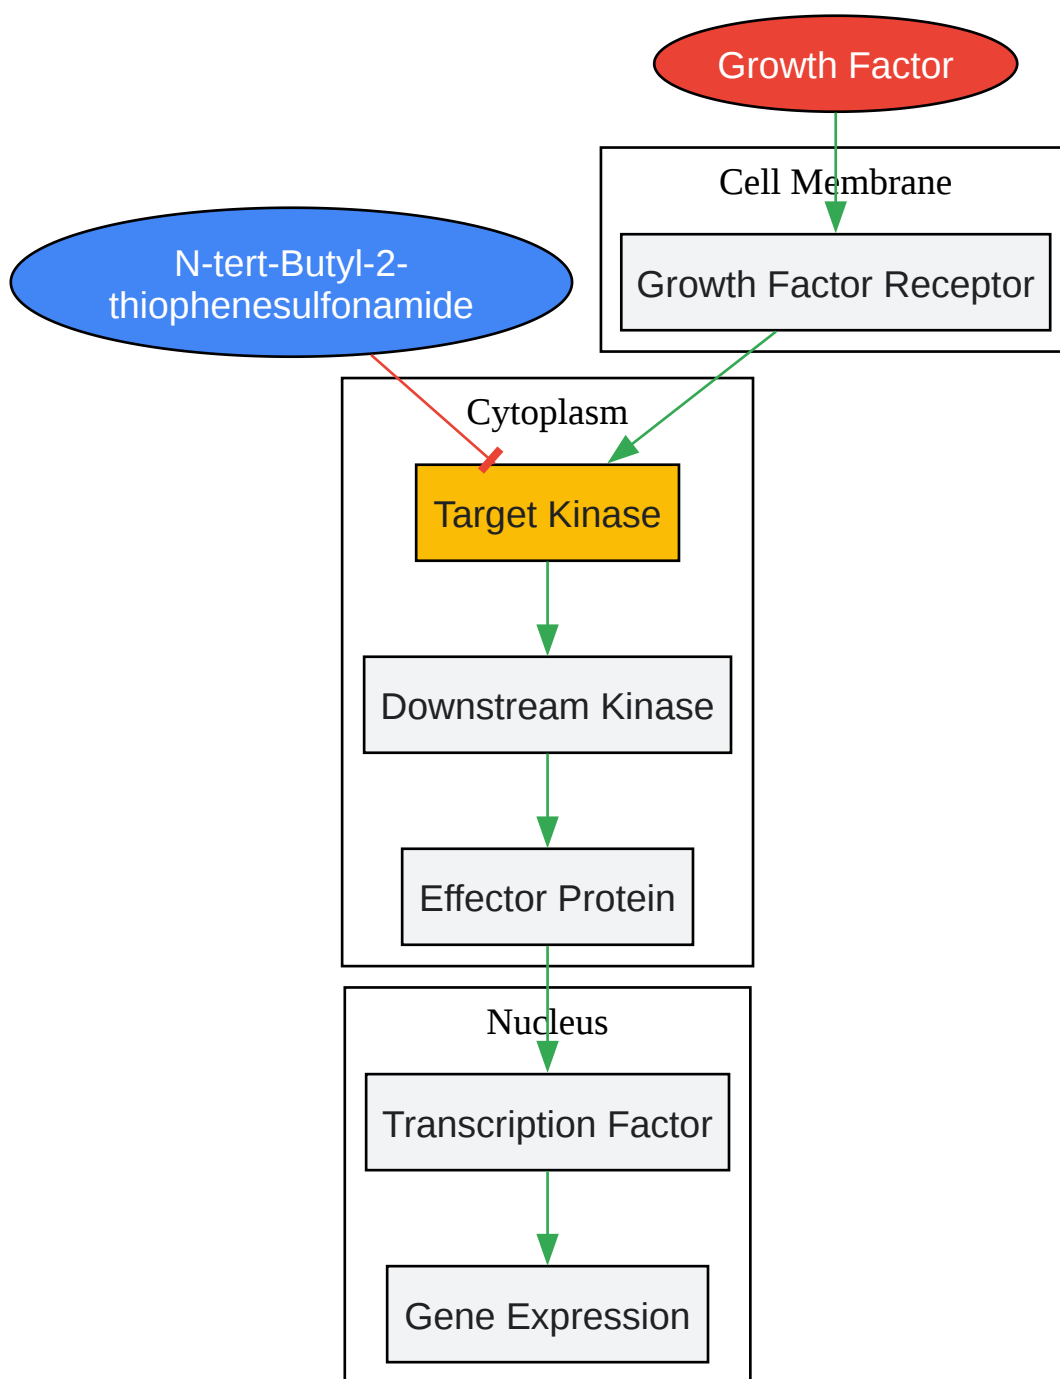 Growth Factor
Cell Membrane
Growth Factor Receptor
N-tert-Butyl-2-
thiophenesulfonamide
Cytoplasm
Target Kinase
Downstream Kinase
Effector Protein
Nucleus
Transcription Factor
Gene Expression